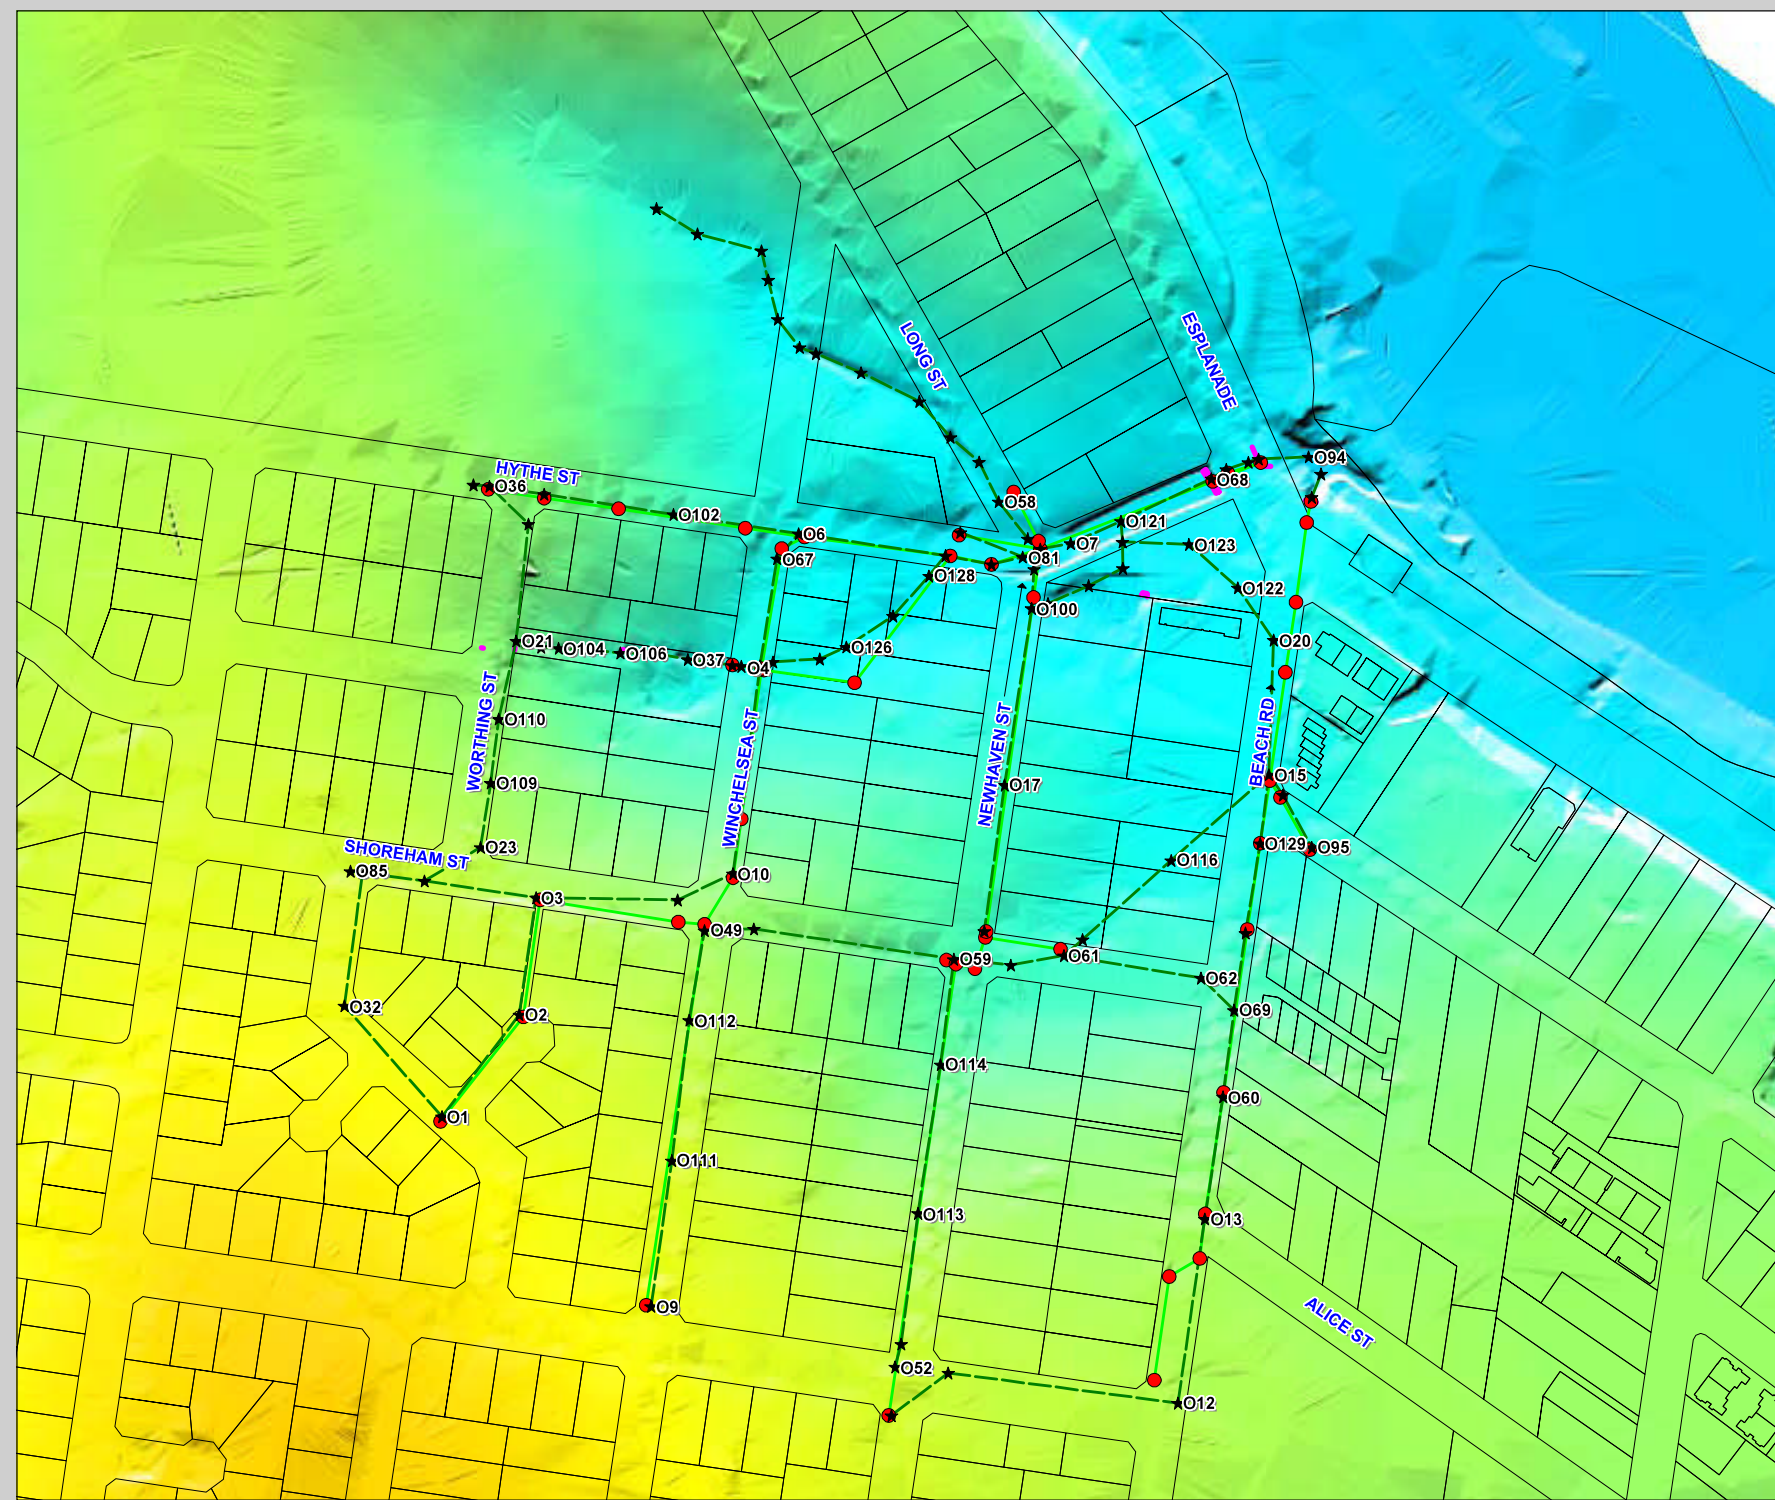 LONG ST
ESPLANADE
O94
HYTHE ST
O36
O68
O58
O102
O121
O6
O7
O123
O67
O81
O128
O122
O100
O21
O104
O106
O37
O4
O126
O20
WORTHING ST
O110
WINCHELSEA ST
NEWHAVEN ST
BEACH RD
O109
O17
O15
O23
SHOREHAM ST
O129
O95
O85
O116
O10
O3
O49
O59
O61
O62
O32
O2
O112
O69
O114
O60
O1
O111
O113
O13
O9
ALICE ST
O52
O12